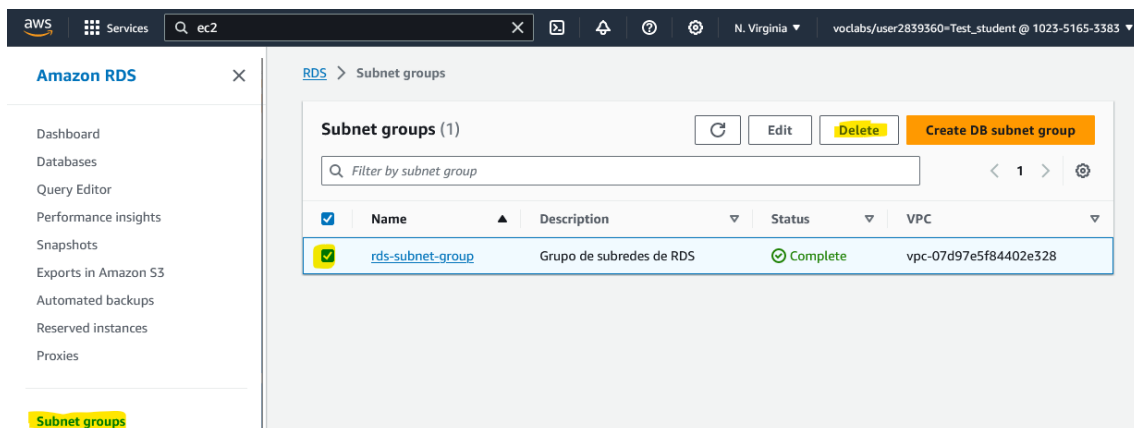 aws Services ec2 N. Virginia voclabs/user2839360=Test_student @ 1023-5165-3383
Amazon RDS
Dashboard
Databases
Query Editor
Performance insights
Snapshots
Exports in Amazon S3
Automated backups
Reserved instances
Proxies
Subnet groups
RDS > Subnet groups
Subnet groups (1) Edit Delete Create DB subnet group
Filter by subnet group 1
Name Description Status VPC
rds-subnet-group Grupo de subredes de RDS Complete vpc-07d97e5f84402e328